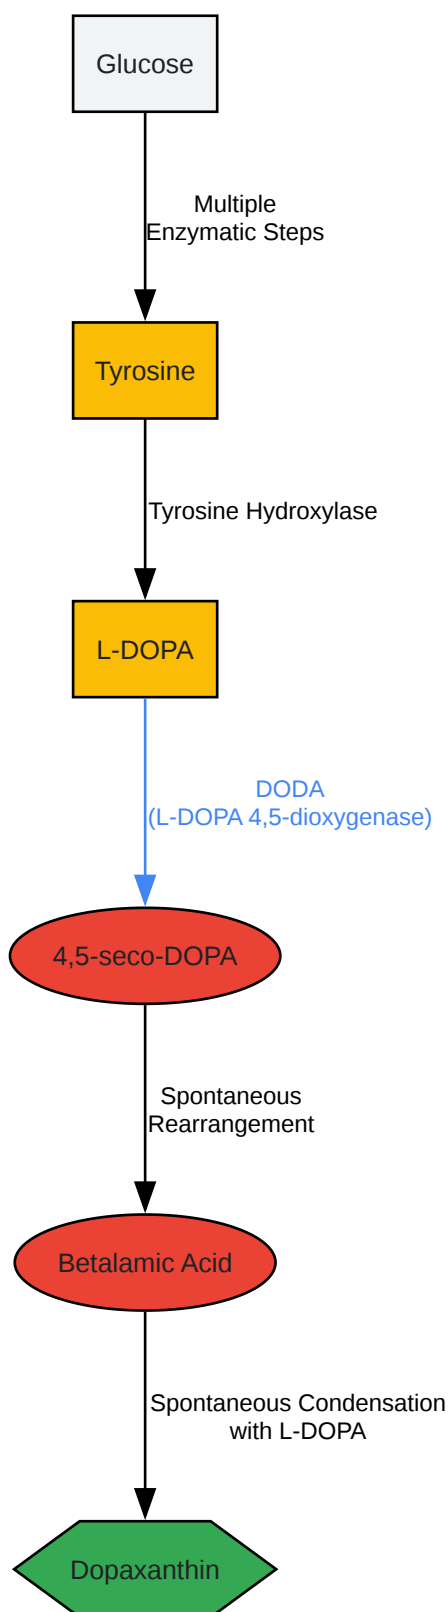 Glucose
Multiple
Enzymatic Steps
Tyrosine
Tyrosine Hydroxylase
L-DOPA
DODA
(L-DOPA 4,5-dioxygenase)
4,5-seco-DOPA
Spontaneous
Rearrangement
Betalamic Acid
Spontaneous Condensation
with L-DOPA
Dopaxanthin